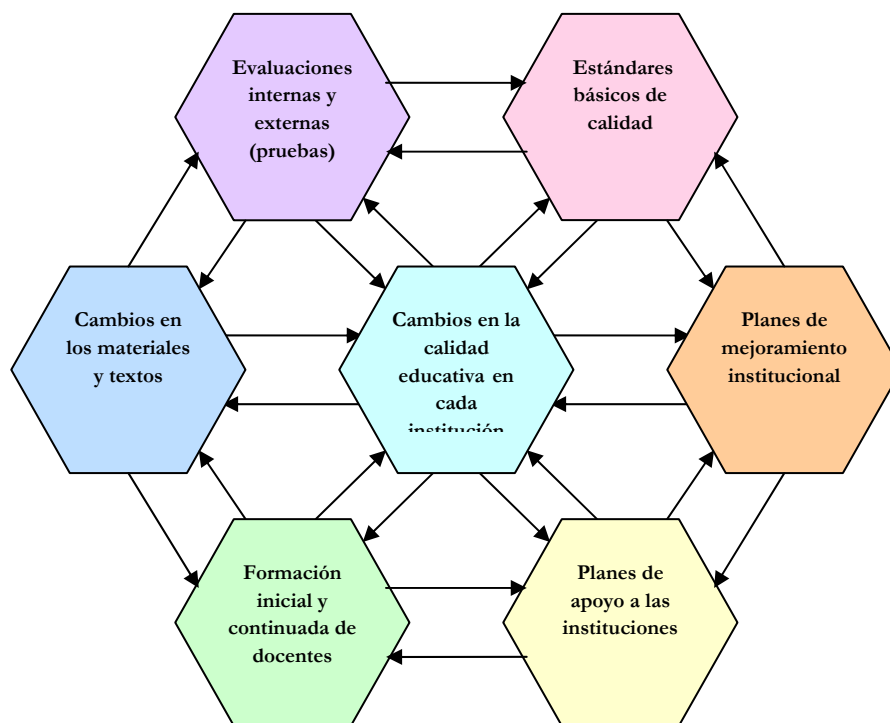 Evaluaciones
internas y
externas
(pruebas)
Estándares
básicos de
calidad
Cambios en
los materiales
y textos
Cambios en la
calidad
educativa en
cada
institución
Planes de
mejoramiento
institucional
Formación
inicial y
continuada de
docentes
Planes de
apoyo a las
instituciones